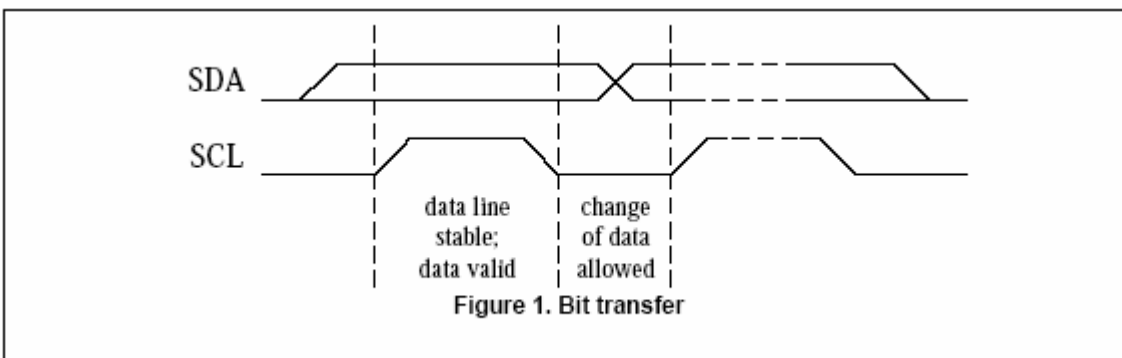 SDA
SCL
data line
stable;
data valid
change
of data
allowed
Figure 1. Bit transfer